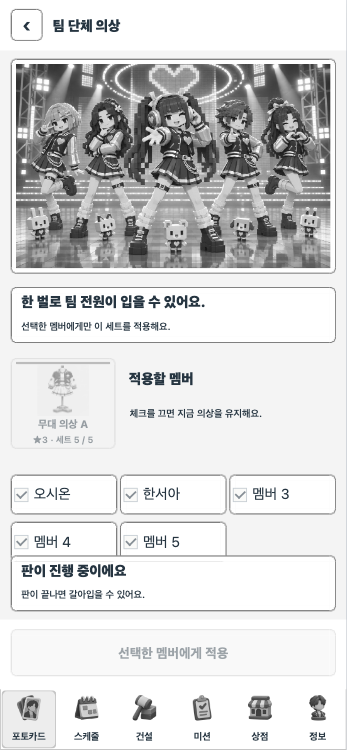 팀 단체 의상
한 벌로 팀 전원이 입을 수 있어요.
선택한 멤버에게만 이 세트를 적용해요.
무대 의상 A
★3 · 세트 5 / 5
적용할 멤버
체크를 끄면 지금 의상을 유지해요.
오시온
한서아
멤버 3
멤버 4
멤버 5
판이 진행 중이에요
판이 끝나면 갈아입을 수 있어요.
선택한 멤버에게 적용
포토카드
스케줄
건설
미션
상점
정보